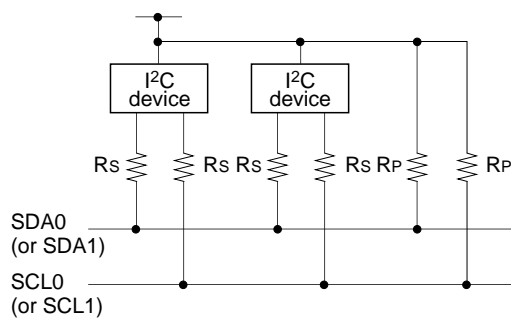 I²C
device
I²C
device
RS
RS
RS
RS
RP
RP
SDA0
(or SDA1)
SCL0
(or SCL1)